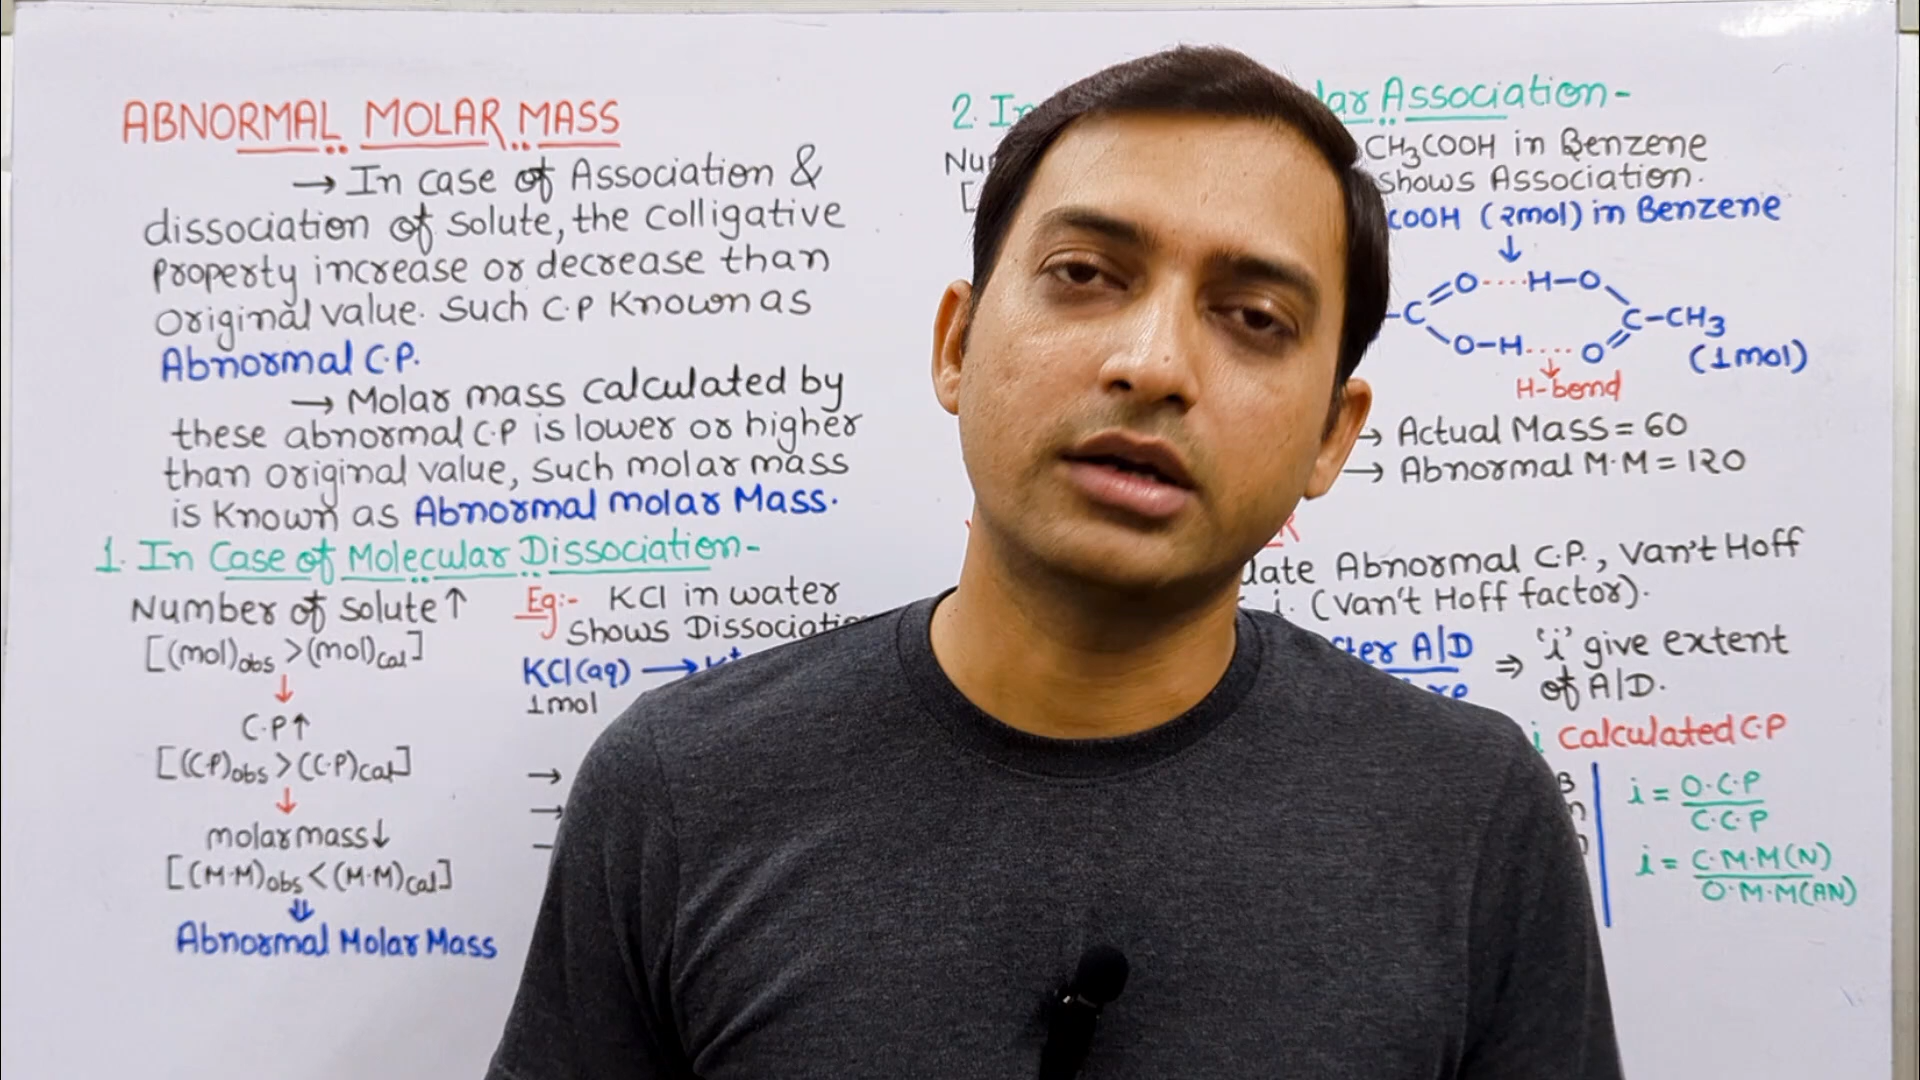 ABNORMAL MOLAR MASS
→ In case of Association &
dissociation of solute, the colligative
Property increase or decrease than
original value. Such C.P Known as
Abnormal C.P.
→ Molar mass calculated by
these abnormal C.P is lower or higher
than original value, such molar mass
is Known as Abnormal molar Mass.
1. In Case of Molecular Dissociation-
Number of solute ↑
[(mol)obs > (mol)cal]
↓
C.P ↑
[(C.P)obs > (C.P)cal]
↓
molar mass ↓
[(M.M)obs < (M.M)cal]
⇓
Abnormal Molar Mass
Eg:- KCl in water
Shows
KCl(aq) →
1mol
→
→
2. Association-
CH3COOH in Benzene
Shows Association.
COOH (2mol) in Benzene
↓
O····H-O
-C C-CH3
O-H····O (1mol)
↓
H-bond
→ Actual Mass = 60
→ Abnormal M.M = 120
Abnormal C.P., Van't Hoff
i. (Van't Hoff factor).
A/D ⇒ 'i' give extent
of A/D.
i Calculated C.P
i = O.C.P / C.C.P
i = C.M.M(N) / O.M.M(AN)